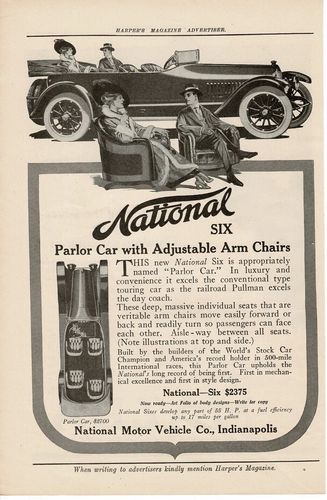 HARPER'S MAGAZINE ADVERTISER.
National
SIX
Parlor Car with Adjustable Arm Chairs
THIS new National Six is appropriately
named "Parlor Car." In luxury and
convenience it excels the conventional type
touring car as the railroad Pullman excels
the day coach.
These deep, massive individual seats that are
veritable arm chairs move easily forward or
back and readily turn so passengers can face
each other. Aisle-way between all seats.
(Note illustrations at top and side.)
Built by the builders of the World's Stock Car
Champion and America's record holder in 500-mile
International races, this Parlor Car upholds the
National's long record of being first. First in mechan-
ical excellence and first in style design.
National—Six $2375
Now ready—Art Folio of body designs—Write for copy
National Sixes develop any part of 55 H. P. at a fuel efficiency
up to 17 miles per gallon
Parlor Car, $2700
National Motor Vehicle Co., Indianapolis
When writing to advertisers kindly mention Harper's Magazine.